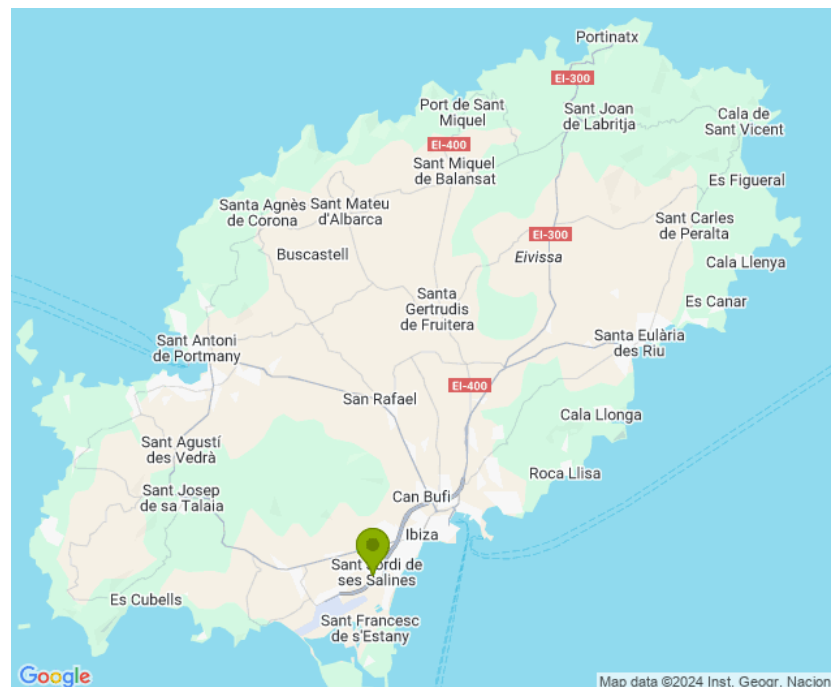 Portinatx
EI-300
Port de Sant
Miquel
Sant Joan
de Labritja
Cala de
Sant Vicent
EI-400
Sant Miquel
de Balansat
Es Figueral
Santa Agnès
de Corona
Sant Mateu
d'Albarca
Sant Carles
de Peralta
EI-300
Buscastell
Eivissa
Cala Llenya
Santa
Gertrudis
de Fruitera
Es Canar
Sant Antoni
de Portmany
Santa Eulària
des Riu
EI-400
San Rafael
Cala Llonga
Sant Agustí
des Vedrà
Roca Llisa
Sant Josep
de sa Talaia
Can Bufi
Ibiza
Sant Jordi de
ses Salines
Es Cubells
Sant Francesc
de s'Estany
Google
Map data ©2024 Inst. Geogr. Nacion